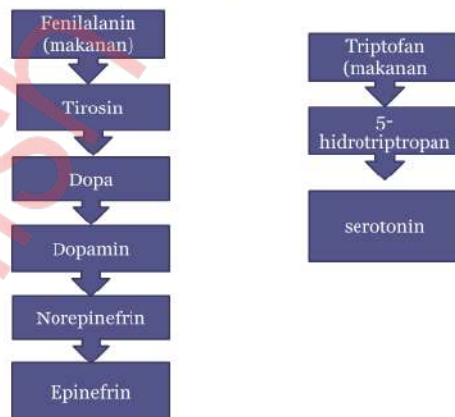 Fenilalanin
(makanan)
Tirosin
Dopa
Dopamin
Norepinefrin
Epinefrin
Triptofan
(makanan
5-
hidrotriptropan
serotonin